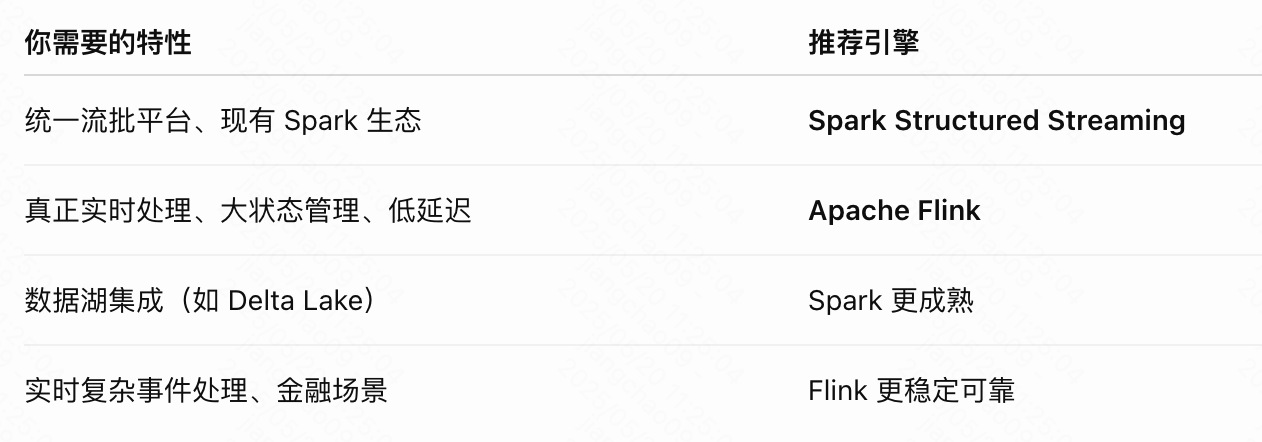 你需要的特性 推荐引擎
统一流批平台、现有 Spark 生态 Spark Structured Streaming
真正实时处理、大状态管理、低延迟 Apache Flink
数据湖集成（如 Delta Lake） Spark 更成熟
实时复杂事件处理、金融场景 Flink 更稳定可靠